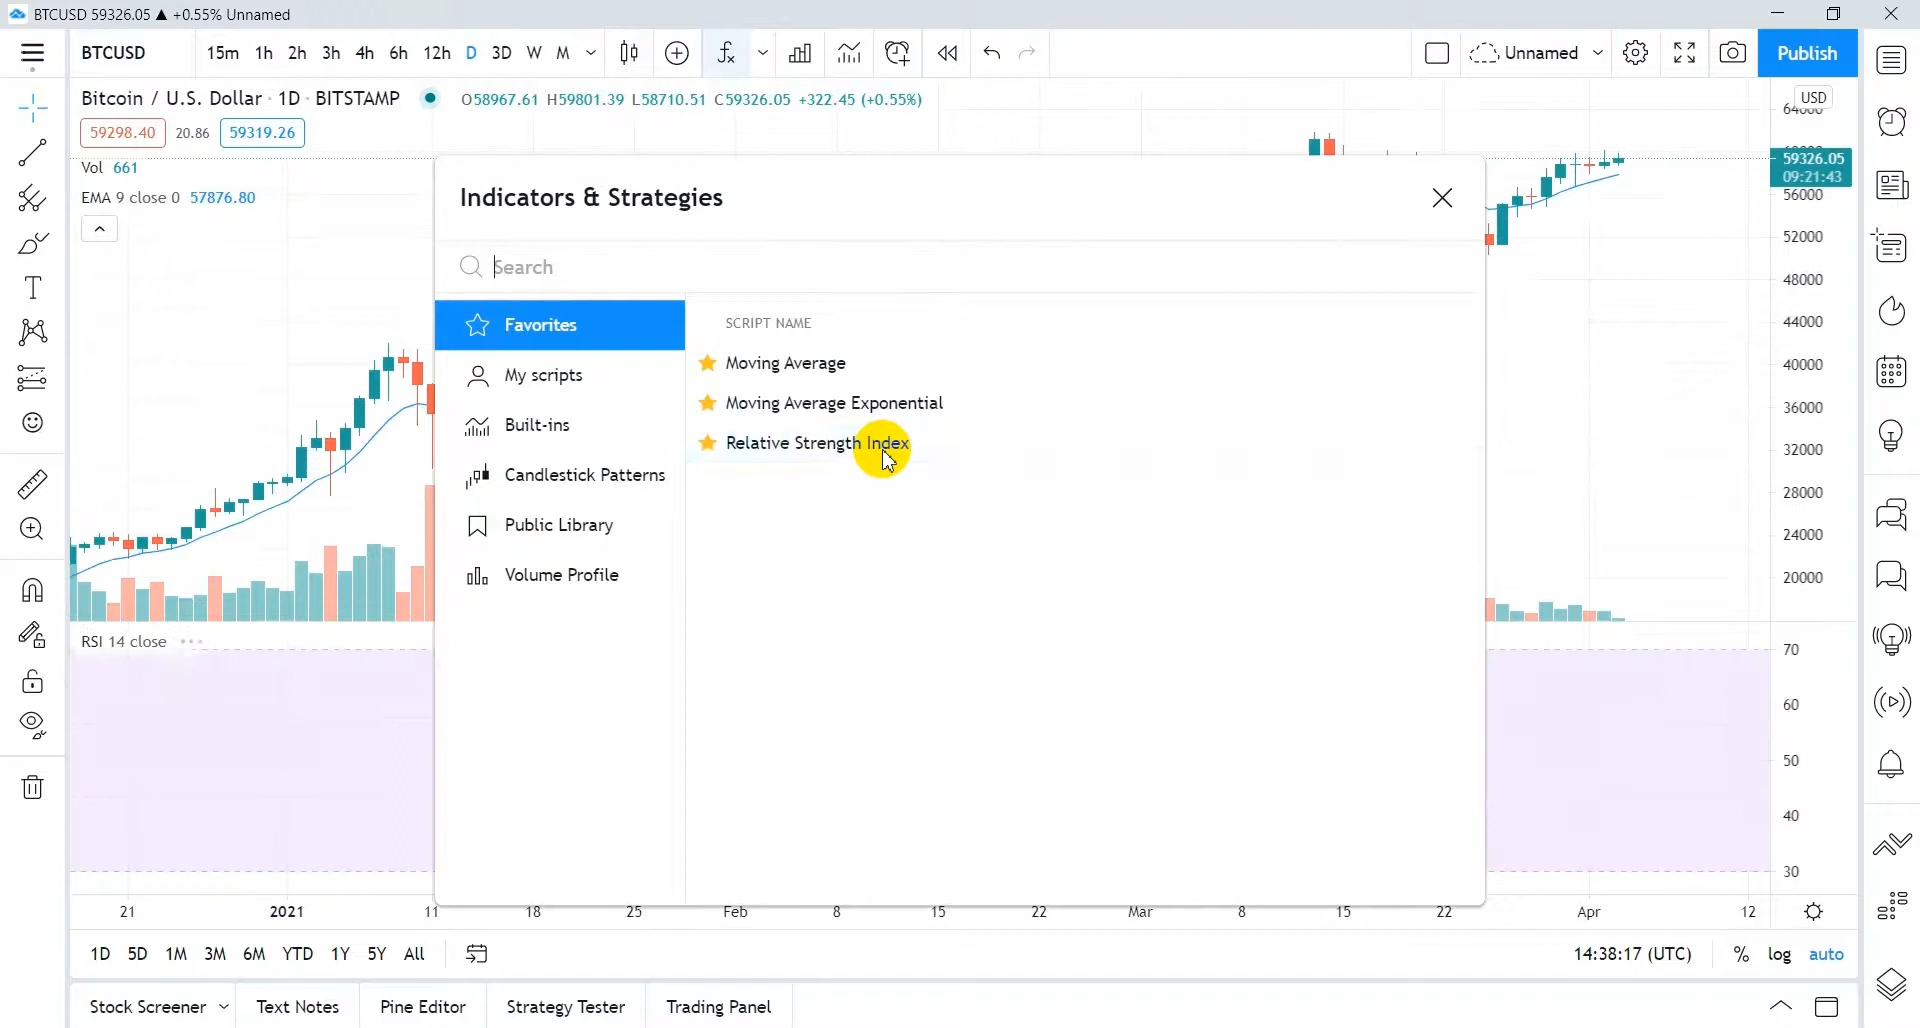 BTCUSD 59326.05 ▲ +0.55% Unnamed
BTCUSD 15m 1h 2h 3h 4h 6h 12h D 3D W M Unnamed Publish
Bitcoin / U.S. Dollar · 1D · BITSTAMP O58967.61 H59801.39 L58710.51 C59326.05 +322.45 (+0.55%)
USD
59298.40 20.86 59319.26
Vol 661
EMA 9 close 0 57876.80
59326.05
09:21:43
56000
52000
48000
44000
40000
36000
32000
28000
24000
20000
Indicators & Strategies
Search
Favorites
My scripts
Built-ins
Candlestick Patterns
Public Library
Volume Profile
SCRIPT NAME
Moving Average
Moving Average Exponential
Relative Strength Index
RSI 14 close
70
60
50
40
30
21 2021 11 18 25 Feb 8 15 22 Mar 8 15 22 Apr 12
1D 5D 1M 3M 6M YTD 1Y 5Y All 14:38:17 (UTC) % log auto
Stock Screener Text Notes Pine Editor Strategy Tester Trading Panel